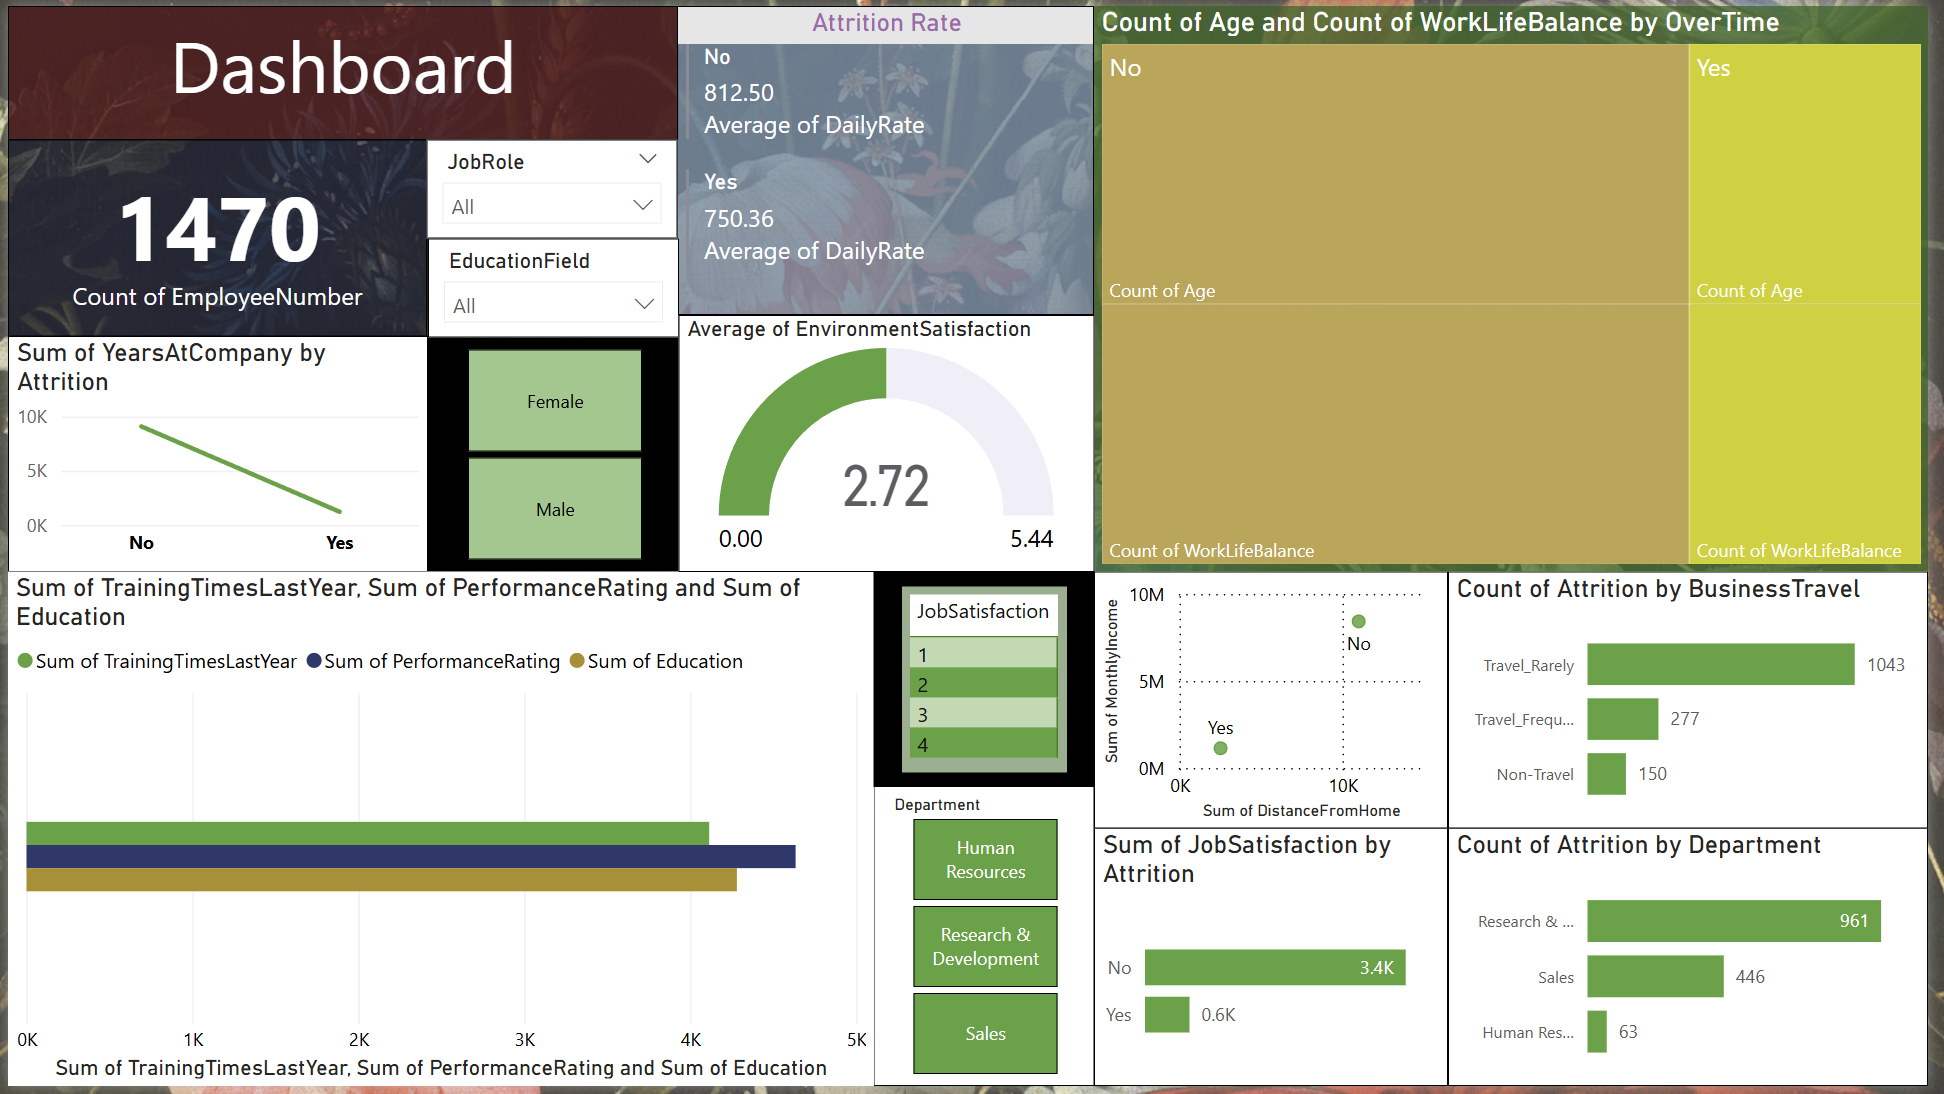 Dashboard
1470
Count of EmployeeNumber
JobRole
All
EducationField
All
Attrition Rate
No
812.50
Average of DailyRate
Yes
750.36
Average of DailyRate
Count of Age and Count of WorkLifeBalance by OverTime
No
Yes
Count of Age
Count of Age
Count of WorkLifeBalance
Count of WorkLifeBalance
Sum of YearsAtCompany by
Attrition
10K
5K
0K
No
Yes
Female
Male
Average of EnvironmentSatisfaction
2.72
0.00
5.44
Sum of TrainingTimesLastYear, Sum of PerformanceRating and Sum of
Education
Sum of TrainingTimesLastYear
Sum of PerformanceRating
Sum of Education
0K
1K
2K
3K
4K
5K
Sum of TrainingTimesLastYear, Sum of PerformanceRating and Sum of Education
JobSatisfaction
1
2
3
4
Department
Human
Resources
Research &
Development
Sales
Sum of MonthlyIncome
10M
5M
0M
No
Yes
0K
10K
Sum of DistanceFromHome
Count of Attrition by BusinessTravel
Travel_Rarely
1043
Travel_Frequ...
277
Non-Travel
150
Sum of JobSatisfaction by
Attrition
No
3.4K
Yes
0.6K
Count of Attrition by Department
Research & ...
961
Sales
446
Human Res...
63